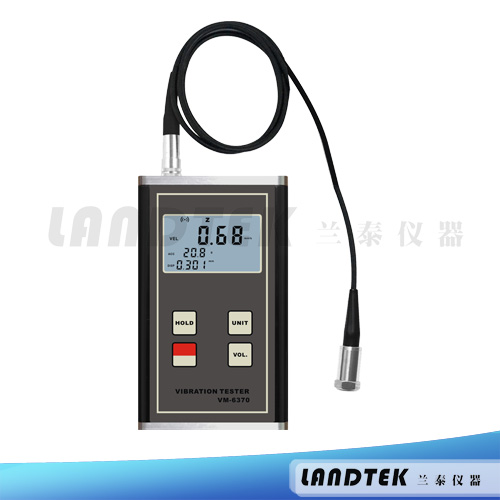 LANDTEK 兰泰仪器
Z
VEL 0.68
20.8
0.301
HOLD UNIT
VOL.
VIBRATION TESTER
VM-6370
LANDTEK 兰泰仪器